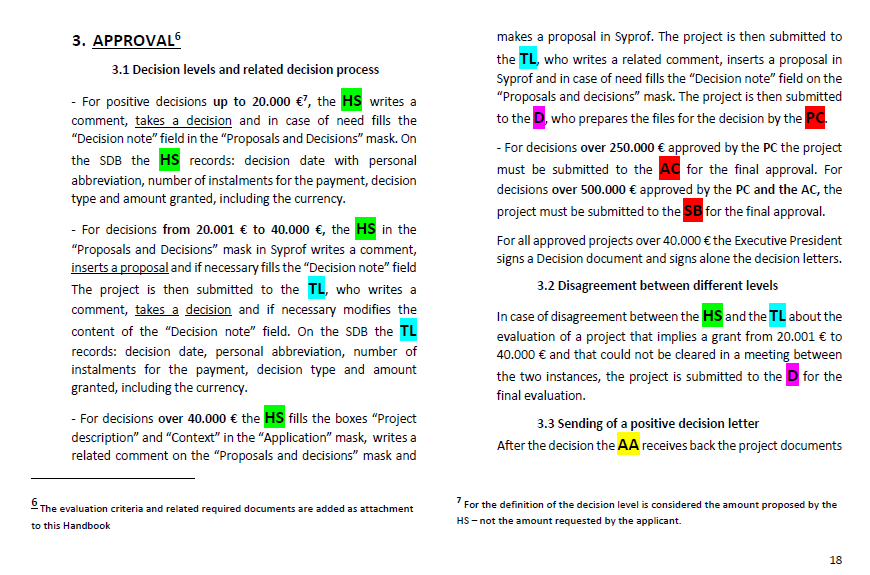 3. APPROVAL6
3.1 Decision levels and related decision process
- For positive decisions up to 20.000 €7, the HS writes a
comment, takes a decision and in case of need fills the
"Decision note" field in the "Proposals and Decisions" mask. On
the SDB the HS records: decision date with personal
abbreviation, number of instalments for the payment, decision
type and amount granted, including the currency.
- For decisions from 20.001 € to 40.000 €, the HS in the
"Proposals and Decisions" mask in Syprof writes a comment,
inserts a proposal and if necessary fills the "Decision note" field
The project is then submitted to the TL, who writes a
comment, takes a decision and if necessary modifies the
content of the "Decision note" field. On the SDB the TL
records: decision date, personal abbreviation, number of
instalments for the payment, decision type and amount
granted, including the currency.
- For decisions over 40.000 € the HS fills the boxes "Project
description" and "Context" in the "Application" mask, writes a
related comment on the "Proposals and decisions" mask and
6 The evaluation criteria and related required documents are added as attachment
to this Handbook
makes a proposal in Syprof. The project is then submitted to
the TL, who writes a related comment, inserts a proposal in
Syprof and in case of need fills the "Decision note" field on the
"Proposals and decisions" mask. The project is then submitted
to the D, who prepares the files for the decision by the PC.
- For decisions over 250.000 € approved by the PC the project
must be submitted to the AC for the final approval. For
decisions over 500.000 € approved by the PC and the AC, the
project must be submitted to the SB for the final approval.
For all approved projects over 40.000 € the Executive President
signs a Decision document and signs alone the decision letters.
3.2 Disagreement between different levels
In case of disagreement between the HS and the TL about the
evaluation of a project that implies a grant from 20.001 € to
40.000 € and that could not be cleared in a meeting between
the two instances, the project is submitted to the D for the
final evaluation.
3.3 Sending of a positive decision letter
After the decision the AA receives back the project documents
7 For the definition of the decision level is considered the amount proposed by the
HS – not the amount requested by the applicant.
18